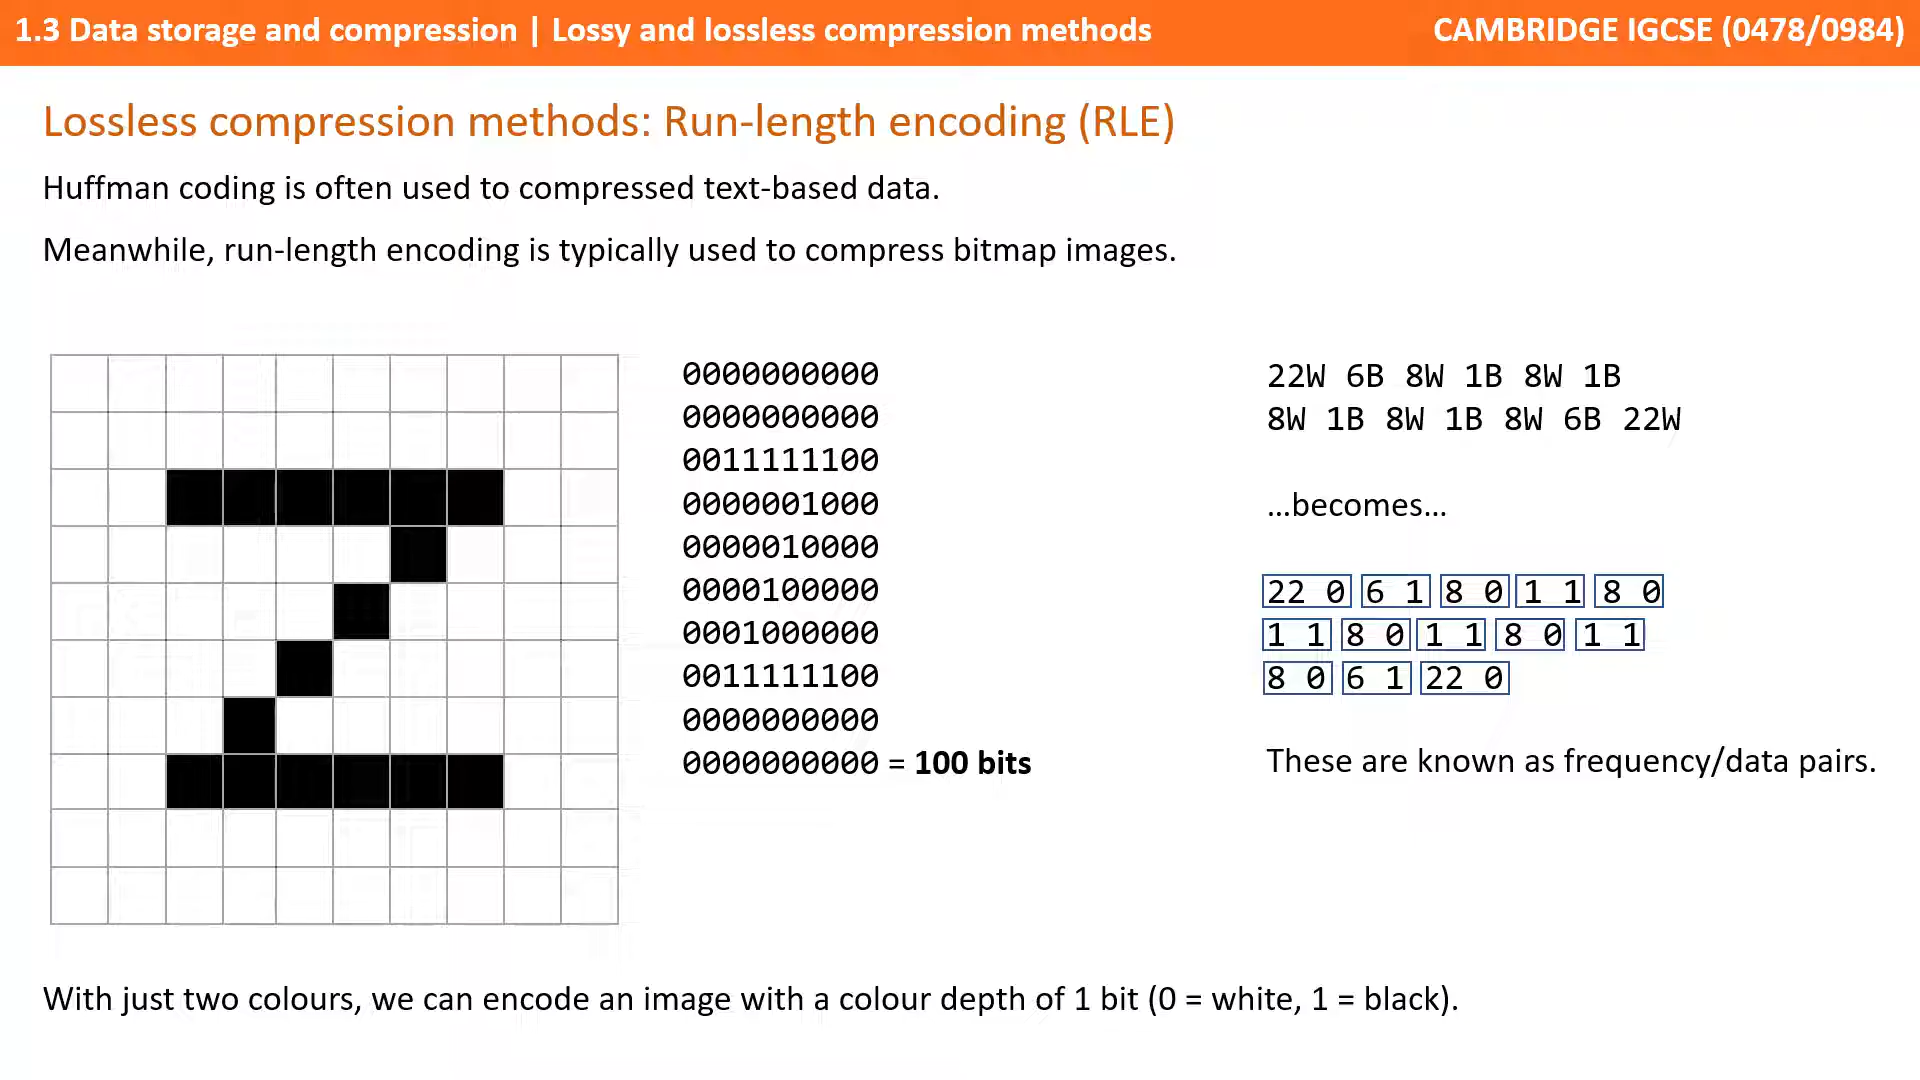 1.3 Data storage and compression | Lossy and lossless compression methods
CAMBRIDGE IGCSE (0478/0984)
Lossless compression methods: Run-length encoding (RLE)
Huffman coding is often used to compressed text-based data.
Meanwhile, run-length encoding is typically used to compress bitmap images.
0000000000
0000000000
0011111100
0000001000
0000010000
0000100000
0001000000
0011111100
0000000000
0000000000 = 100 bits
22W 6B 8W 1B 8W 1B
8W 1B 8W 1B 8W 6B 22W
...becomes...
22 0 6 1 8 0 1 1 8 0
1 1 8 0 1 1 8 0 1 1
8 0 6 1 22 0
These are known as frequency/data pairs.
With just two colours, we can encode an image with a colour depth of 1 bit (0 = white, 1 = black).